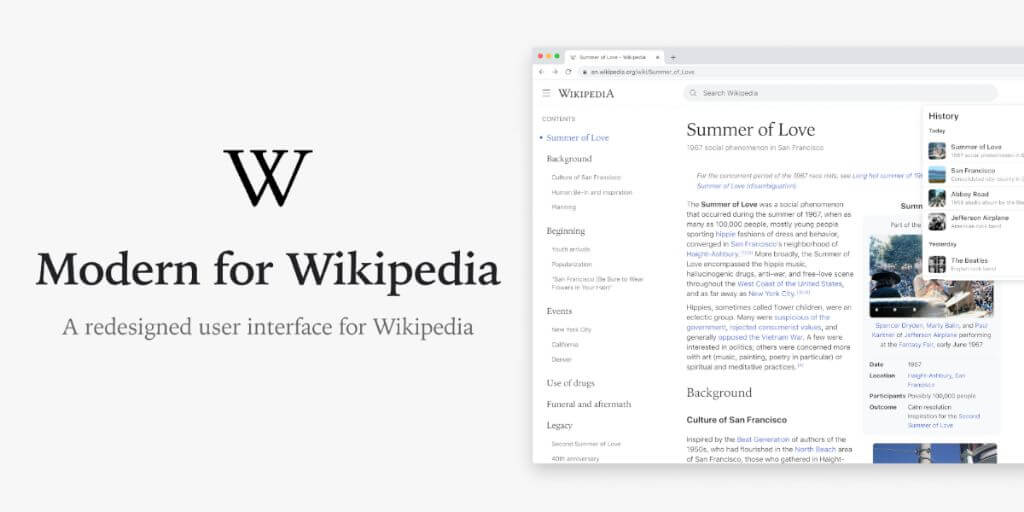 W
Modern for Wikipedia
A redesigned user interface for Wikipedia
Summer of Love - Wikipedia
en.wikipedia.org/wiki/Summer_of_Love
WIKIPEDIA
Search Wikipedia
CONTENTS
Summer of Love
Background
Culture of San Francisco
Human Be-In and inspiration
Planning
Beginning
Youth arrivals
Popularization
"San Francisco (Be Sure to Wear
Flowers in Your Hair)"
Events
New York City
California
Denver
Use of drugs
Funeral and aftermath
Legacy
Second Summer of Love
40th anniversary
Summer of Love
1967 social phenomenon in San Francisco
For the concurrent period of the 1967 race riots, see Long hot summer of 196
Summer of Love (disambiguation)
The Summer of Love was a social phenomenon
that occurred during the summer of 1967, when as
many as 100,000 people, mostly young people
sporting hippie fashions of dress and behavior,
converged in San Francisco's neighborhood of
Haight-Ashbury. More broadly, the Summer of
Love encompassed the hippie music,
hallucinogenic drugs, anti-war, and free-love scene
throughout the West Coast of the United States,
and as far away as New York City.
Hippies, sometimes called flower children, were an
eclectic group. Many were suspicious of the
government, rejected consumerist values, and
generally opposed the Vietnam War. A few were
interested in politics; others were concerned more
with art (music, painting, poetry in particular) or
spiritual and meditative practices.
Background
Culture of San Francisco
Inspired by the Beat Generation of authors of the
1950s, who had flourished in the North Beach area
of San Francisco, those who gathered in Haight-
Summ
Part of the
Spencer Dryden, Marty Balin, and Paul
Kantner of Jefferson Airplane performing
at the Fantasy Fair, early June 1967
Date 1967
Location Haight-Ashbury, San
Francisco
Participants Possibly 100,000 people
Outcome Calm resolution
Inspiration for the Second
Summer of Love
History
Today
Summer of Love
1967 social phenomenon in S
San Francisco
Consolidated city-county in C
Abbey Road
1969 studio album by the Bea
Jefferson Airplane
American rock band
Yesterday
The Beatles
English rock band